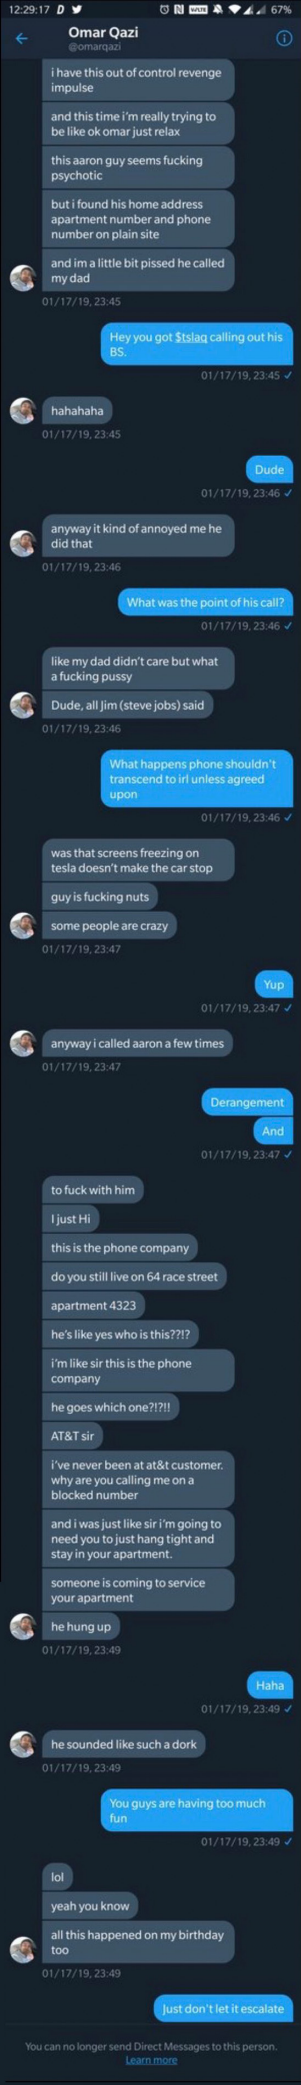 12:29:17 D 67%
Omar Qazi
@omarqazi
i have this out of control revenge
impulse
and this time i'm really trying to
be like ok omar just relax
this aaron guy seems fucking
psychotic
but i found his home address
apartment number and phone
number on plain site
and im a little bit pissed he called
my dad
01/17/19, 23:45
Hey you got $tslaq calling out his
BS.
01/17/19, 23:45
hahahaha
01/17/19, 23:45
Dude
01/17/19, 23:46
anyway it kind of annoyed me he
did that
01/17/19, 23:46
What was the point of his call?
01/17/19, 23:46
like my dad didn't care but what
a fucking pussy
Dude, all Jim (steve jobs) said
01/17/19, 23:46
What happens phone shouldn't
transcend to irl unless agreed
upon
01/17/19, 23:46
was that screens freezing on
tesla doesn't make the car stop
guy is fucking nuts
some people are crazy
01/17/19, 23:47
Yup
01/17/19, 23:47
anyway i called aaron a few times
01/17/19, 23:47
Derangement
And
01/17/19, 23:47
to fuck with him
I just Hi
this is the phone company
do you still live on 64 race street
apartment 4323
he's like yes who is this??!?
i'm like sir this is the phone
company
he goes which one?!?!!
AT&T sir
i've never been at at&t customer.
why are you calling me on a
blocked number
and i was just like sir i'm going to
need you to just hang tight and
stay in your apartment.
someone is coming to service
your apartment
he hung up
01/17/19, 23:49
Haha
01/17/19, 23:49
he sounded like such a dork
01/17/19, 23:49
You guys are having too much
fun
01/17/19, 23:49
lol
yeah you know
all this happened on my birthday
too
01/17/19, 23:49
Just don't let it escalate
You can no longer send Direct Messages to this person.
Learn more